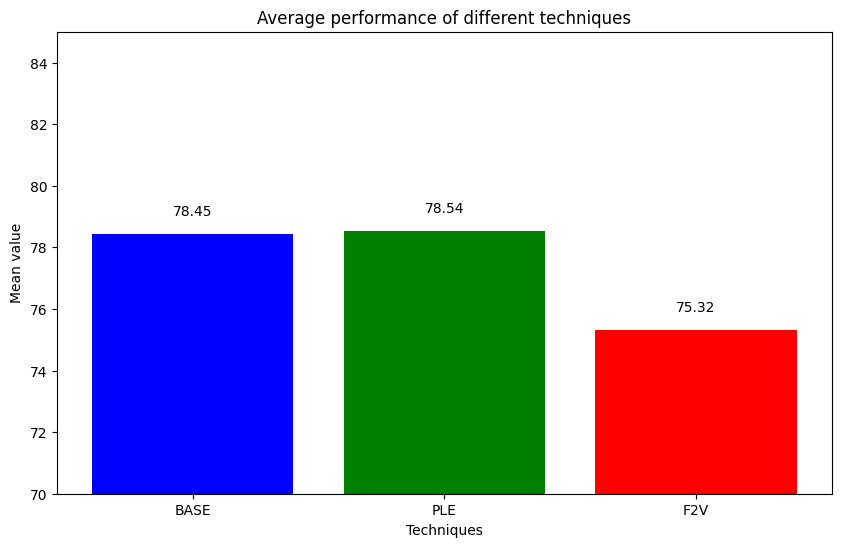 Average performance of different techniques
84
82
80
78
76
74
72
70
Mean value
78.45
78.54
75.32
BASE
PLE
F2V
Techniques